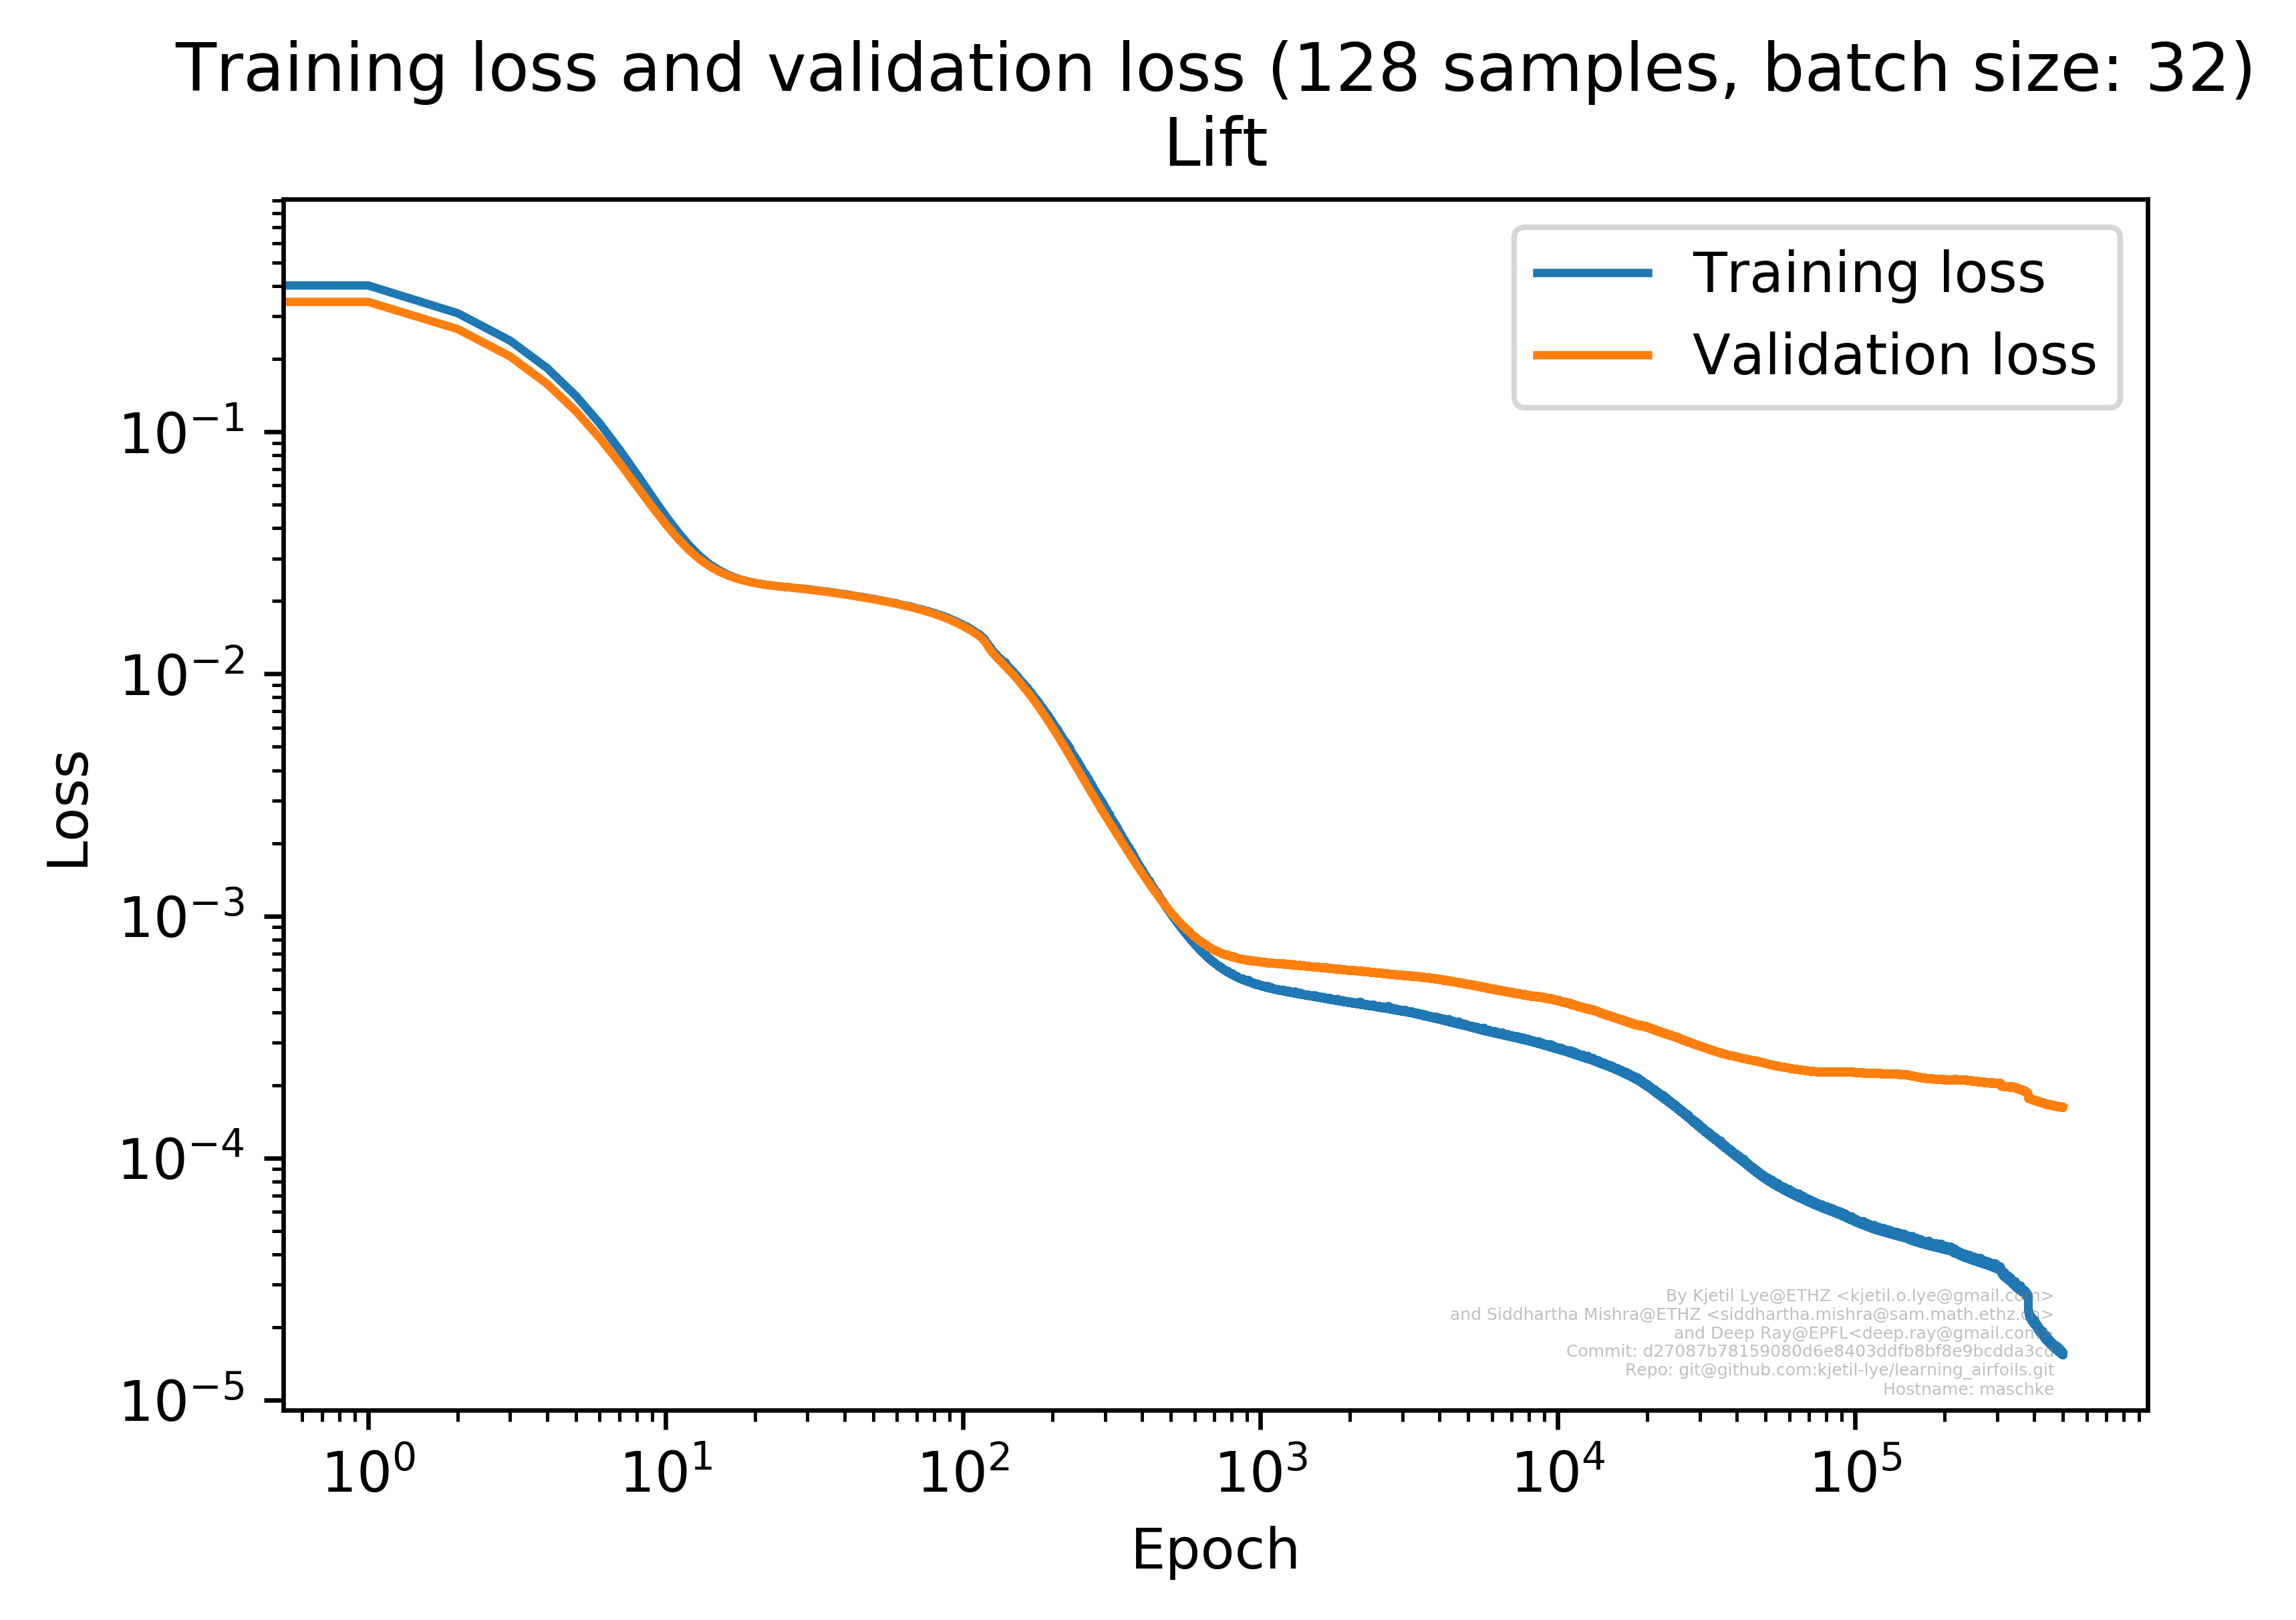 Training loss and validation loss (128 samples, batch size: 32)
Lift
Training loss
Validation loss
Loss
10⁻¹
10⁻²
10⁻³
10⁻⁴
10⁻⁵
By Kjetil Lye@ETHZ <kjetil.o.lye@gmail.com>
and Siddhartha Mishra@ETHZ <siddhartha.mishra@sam.math.ethz.ch>
and Deep Ray@EPFL<deep.ray@gmail.com>
Commit: d27087b78159080d6e8403ddfb8bf8e9bcdda3cd
Repo: git@github.com:kjetil-lye/learning_airfoils.git
Hostname: maschke
10⁰ 10¹ 10² 10³ 10⁴ 10⁵
Epoch